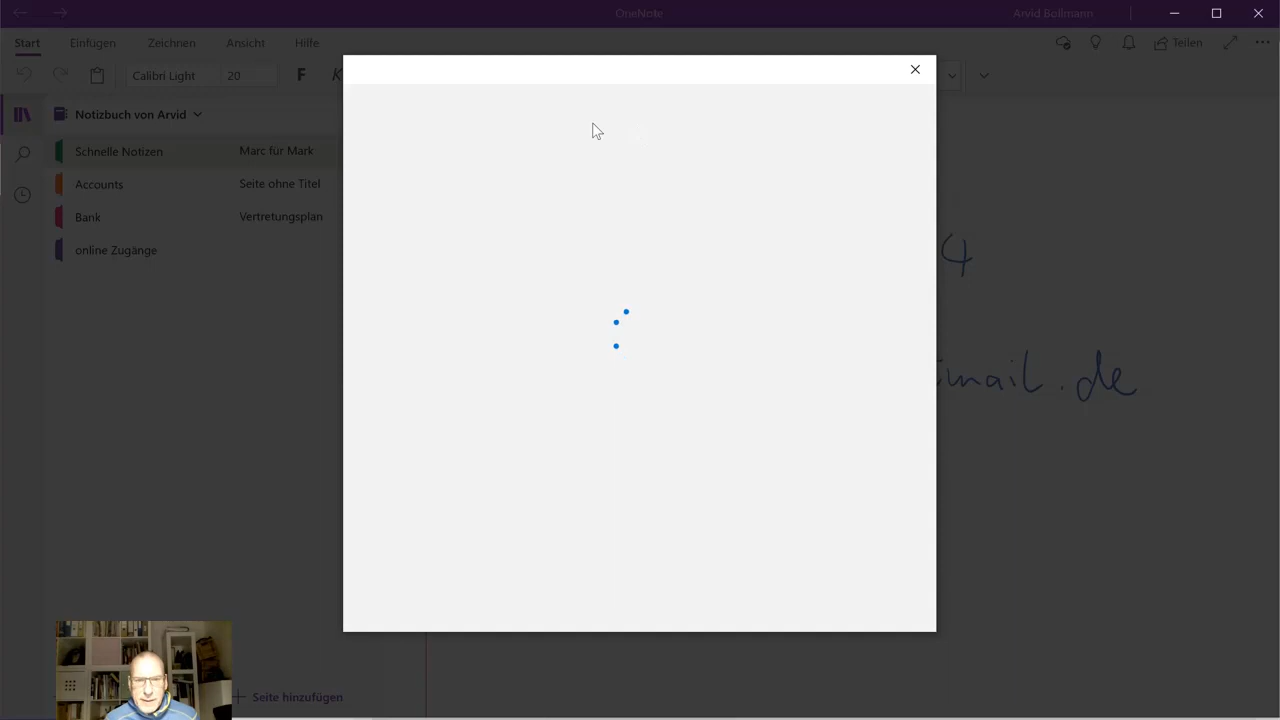 OneNote
Arvid Bollmann
Start Einfügen Zeichnen Ansicht Hilfe
Teilen
Calibri Light 20 F K
Notizbuch von Arvid
Schnelle Notizen
Accounts
Bank
online Zugänge
Marc für Mark
Seite ohne Titel
Vertretungsplan
4
mail.de
Seite hinzufügen